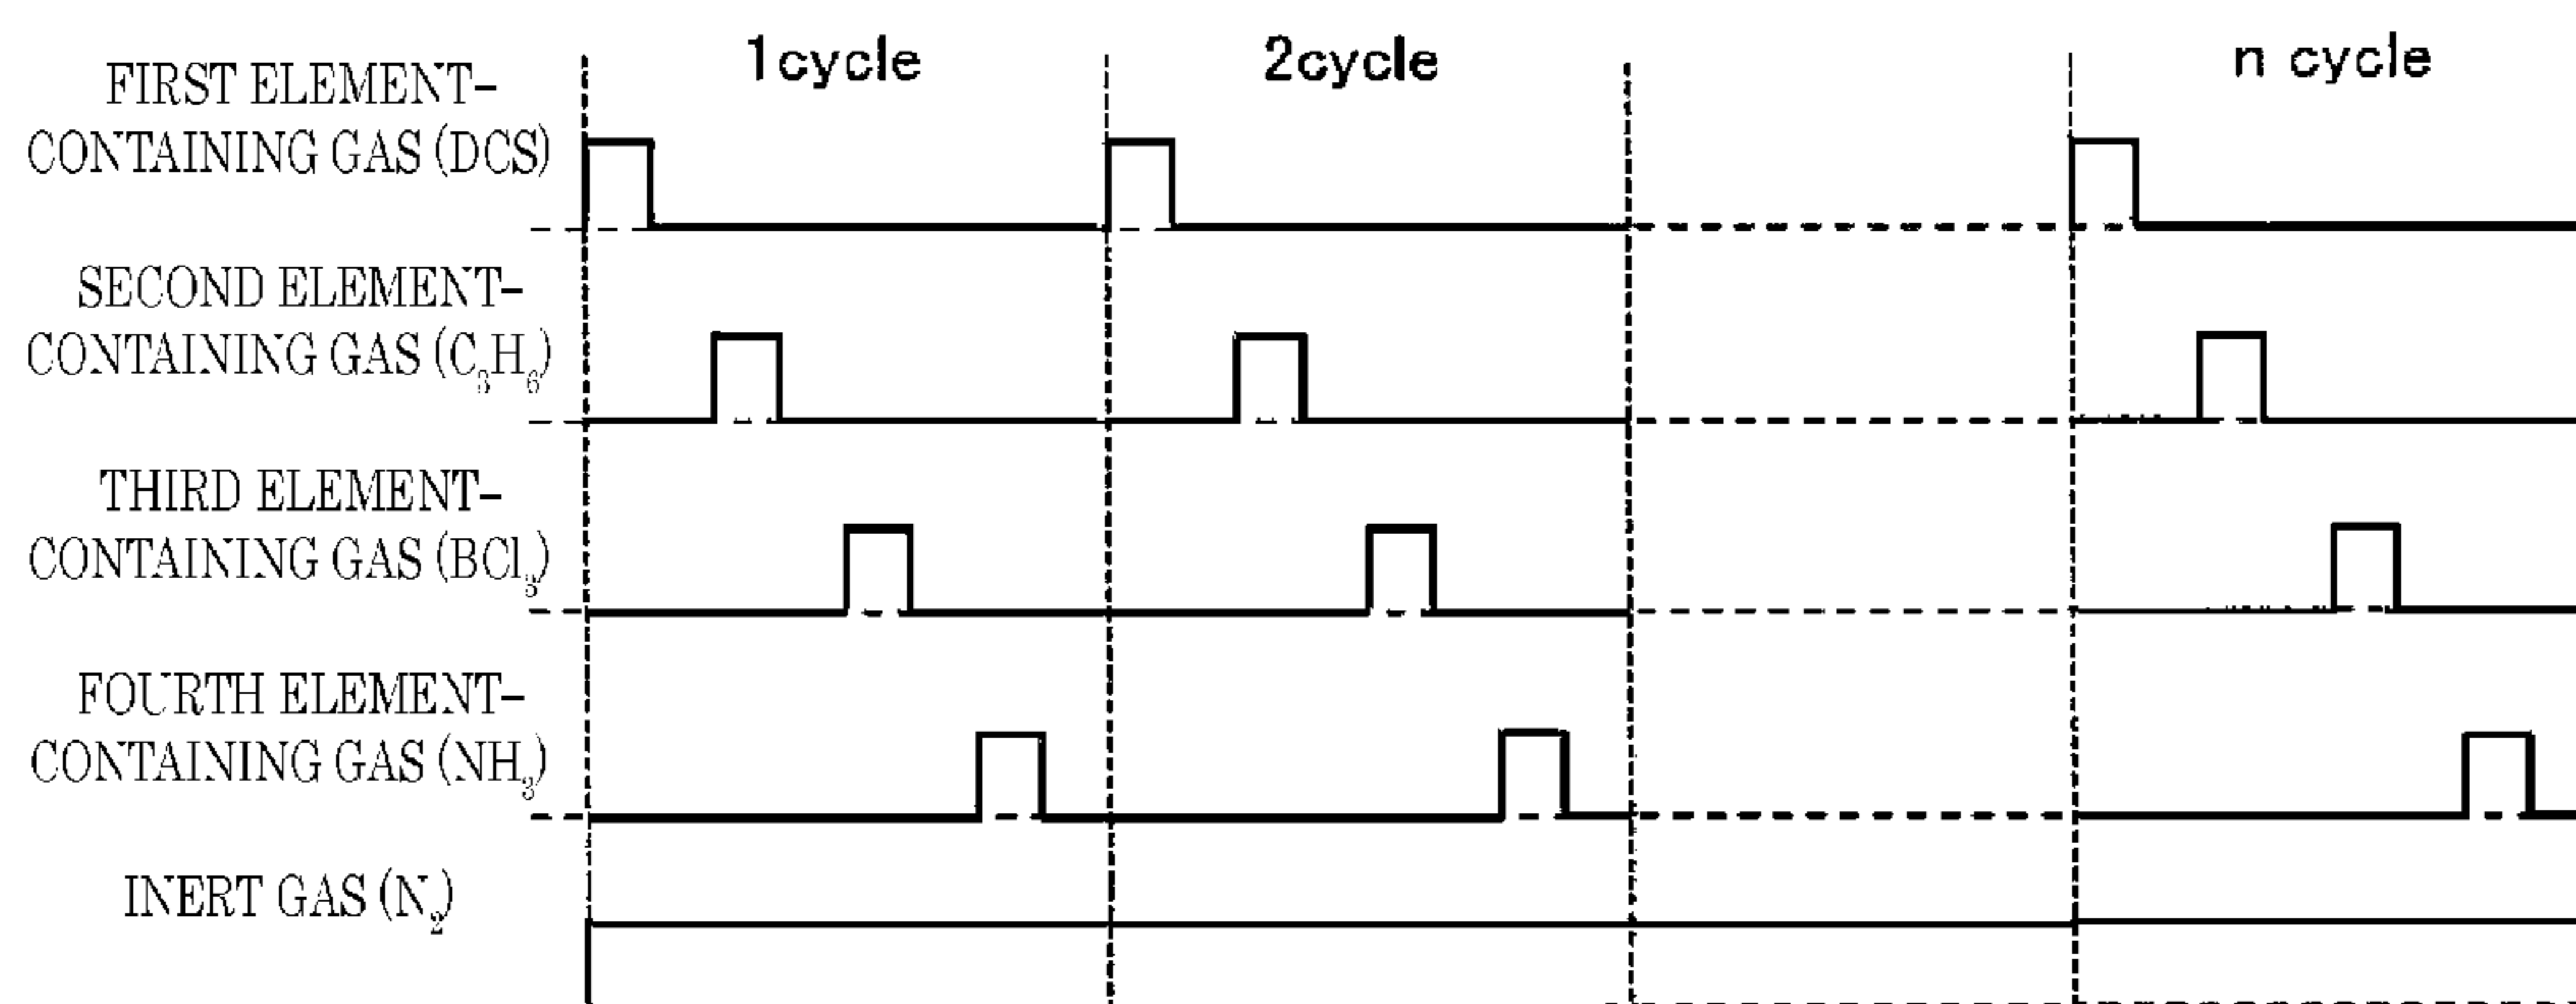 1cycle 2cycle n cycle
FIRST ELEMENT-
CONTAINING GAS (DCS)
SECOND ELEMENT-
CONTAINING GAS (C₃H₆)
THIRD ELEMENT-
CONTAINING GAS (BCl₃)
FOURTH ELEMENT-
CONTAINING GAS (NH₃)
INERT GAS (N₂)